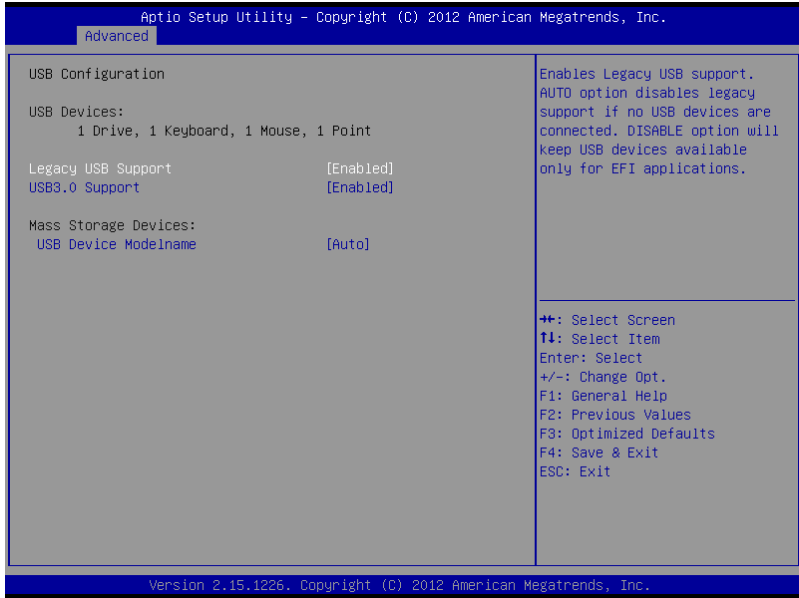 Aptio Setup Utility – Copyright (C) 2012 American Megatrends, Inc.
Advanced
USB Configuration
USB Devices:
1 Drive, 1 Keyboard, 1 Mouse, 1 Point
Legacy USB Support [Enabled]
USB3.0 Support [Enabled]
Mass Storage Devices:
USB Device Modelname [Auto]
Enables Legacy USB support.
AUTO option disables legacy
support if no USB devices are
connected. DISABLE option will
keep USB devices available
only for EFI applications.
→←: Select Screen
↑↓: Select Item
Enter: Select
+/-: Change Opt.
F1: General Help
F2: Previous Values
F3: Optimized Defaults
F4: Save & Exit
ESC: Exit
Version 2.15.1226. Copyright (C) 2012 American Megatrends, Inc.